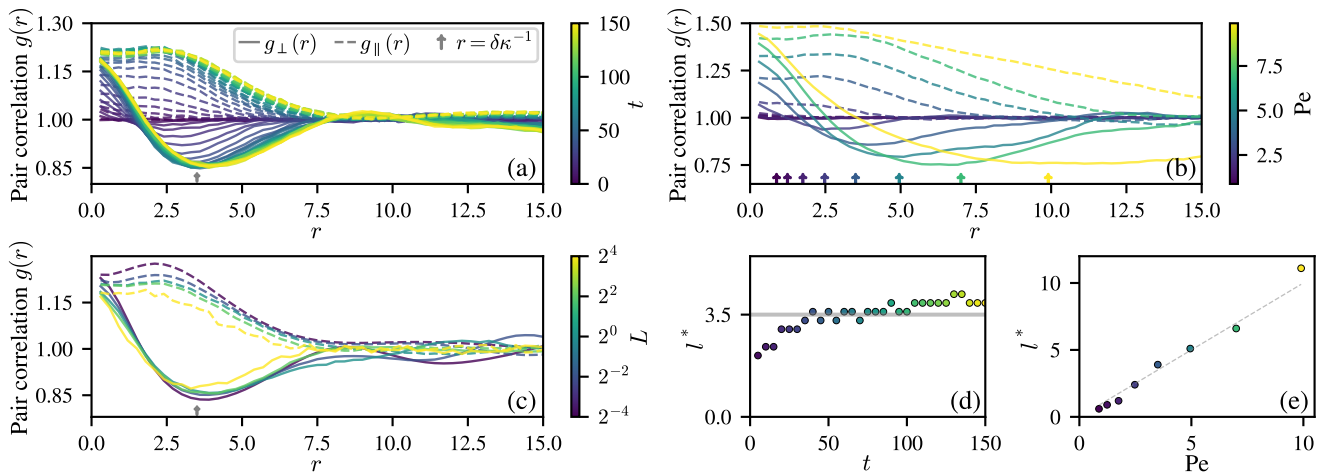 Pair correlation g(r)
1.30
1.15
1.00
0.85
g⊥(r)
g∥(r)
r = δκ⁻¹
(a)
0.0 2.5 5.0 7.5 10.0 12.5 15.0
r
150
100
50
0
t
Pair correlation g(r)
1.50
1.25
1.00
0.75
(b)
0.0 2.5 5.0 7.5 10.0 12.5 15.0
r
7.5
5.0
2.5
Pe
Pair correlation g(r)
1.15
1.00
0.85
(c)
0.0 2.5 5.0 7.5 10.0 12.5 15.0
r
2⁴
2²
2⁰
2⁻²
2⁻⁴
L
l*
3.5
0.0
(d)
0 50 100 150
t
l*
10
5
0
(e)
0 5 10
Pe